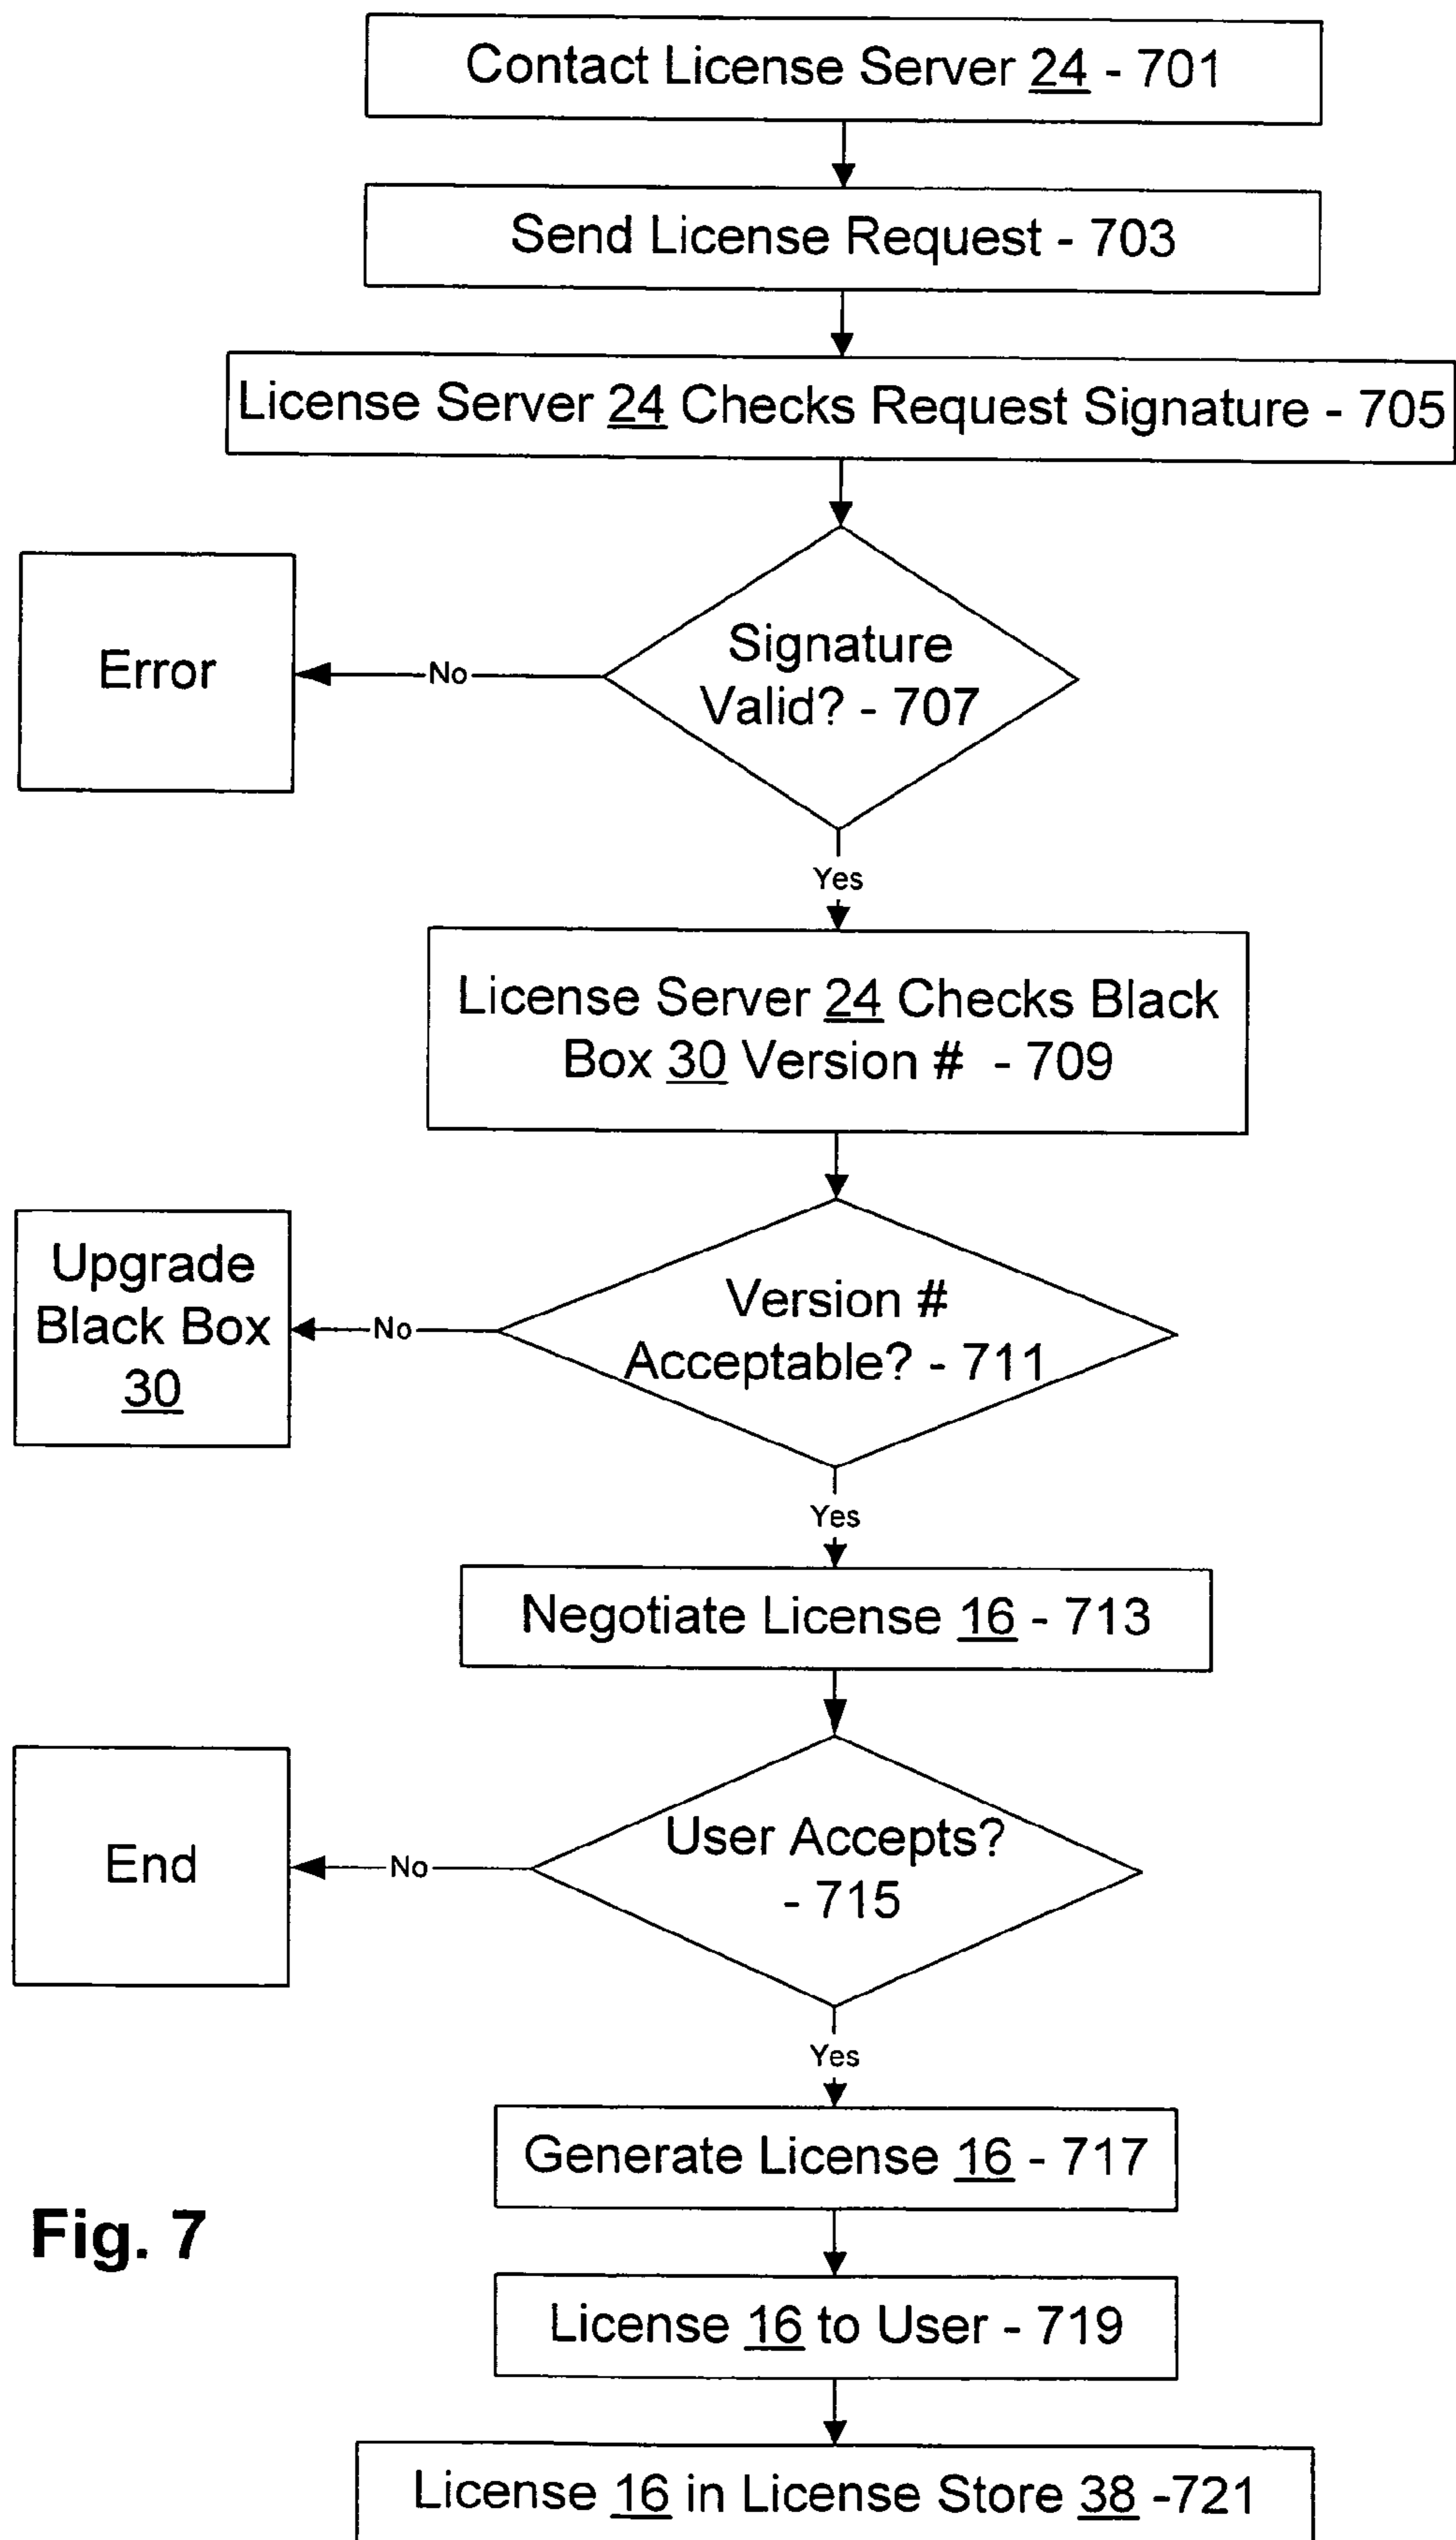 Contact License Server 24 - 701
Send License Request - 703
License Server 24 Checks Request Signature - 705
Signature
Valid? - 707
No
Error
Yes
License Server 24 Checks Black
Box 30 Version # - 709
Version #
Acceptable? - 711
No
Upgrade
Black Box
30
Yes
Negotiate License 16 - 713
User Accepts?
- 715
No
End
Yes
Generate License 16 - 717
License 16 to User - 719
License 16 in License Store 38 -721
Fig. 7